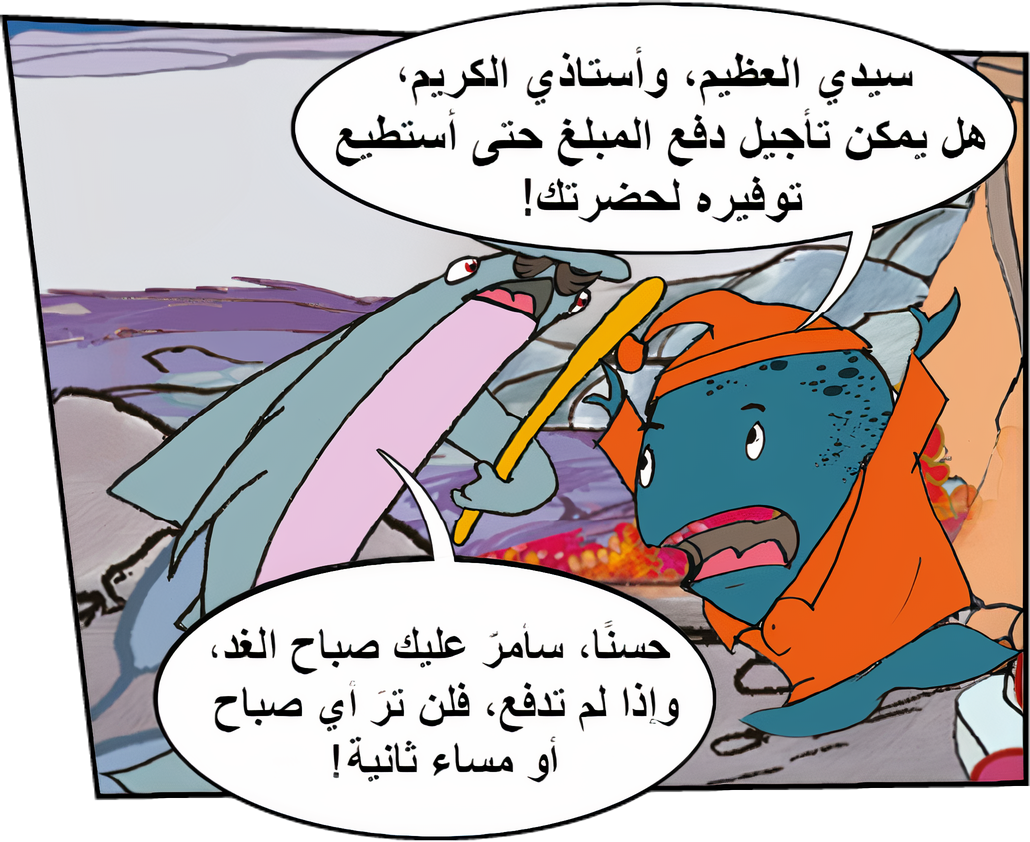 سيدي العظيم، وأستاذي الكريم،
هل يمكن تأجيل دفع المبلغ حتى أستطيع
توفيره لحضرتك!
حسنًا، سأمرّ عليك صباح الغد،
وإذا لم تدفع، فلن ترَ أي صباح
أو مساء ثانية!